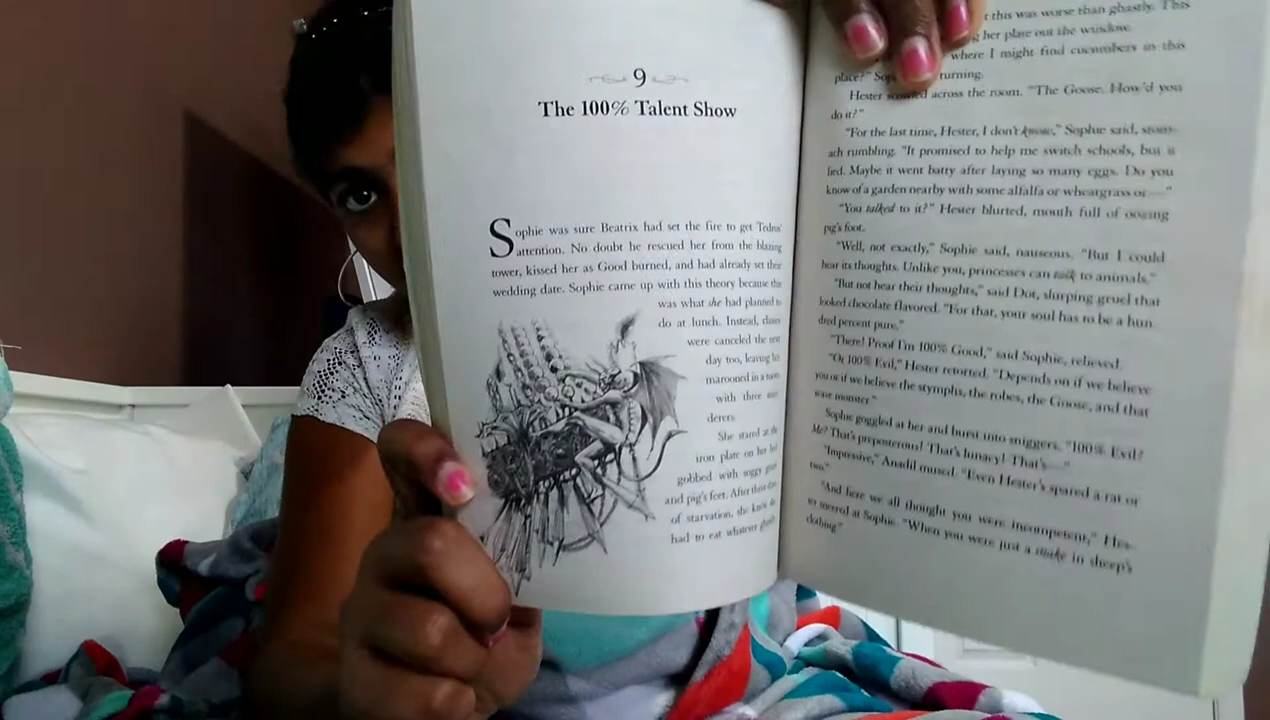 9
The 100% Talent Show
Sophie was sure Beatrix had set the fire to get Tedros'
attention. No doubt he rescued her from the blazing
tower, kissed her as Good burned, and had already set their
wedding date. Sophie came up with this theory because this
was what she had planned to
do at lunch. Instead, classes
were canceled the next
day too, leaving her
marooned in a room
with three
derers.
She stared at the
iron plate on her bed
gobbed with soggy
and pig's feet. After three days
of starvation, she knew
had to eat whatever
t this was worse than ghastly. This
her plate out the window.
where I might find cucumbers in this
place?" turning.
Hester scowled across the room. "The Goose. How'd you
do it?"
"For the last time, Hester, I don't know," Sophie said, stom-
ach rumbling. "It promised to help me switch schools, but it
lied. Maybe it went batty after laying so many eggs. Do you
know of a garden nearby with some alfalfa or wheatgrass or—"
"You talked to it?" Hester blurted, mouth full of oozing
pig's foot.
"Well, not exactly," Sophie said, nauseous. "But I could
hear its thoughts. Unlike you, princesses can talk to animals."
"But not hear their thoughts," said Dot, slurping gruel that
looked chocolate flavored. "For that, your soul has to be a hun-
dred percent pure."
"There! Proof I'm 100% Good," said Sophie, relieved.
"Or 100% Evil," Hester retorted. "Depends on if we believe
you or if we believe the stymphs, the robes, the Goose, and that
wave monster."
Sophie goggled at her and burst into sniggers. "100% Evil?
Me? That's preposterous! That's lunacy! That's—"
"Impressive," Anadil mused. "Even Hester's spared a rat or
two."
"And here we all thought you were incompetent," Hes-
ter sneered at Sophie. "When you were just a snake in sheep's
clothing."